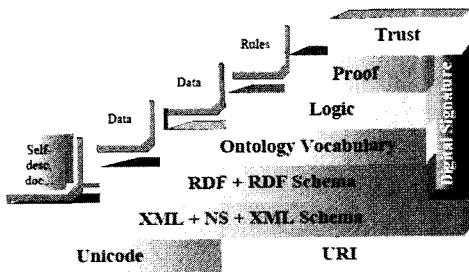 Trust
Rules
Proof
Data
Logic
Data
Ontology Vocabulary
Self-
desc.
doc.
RDF + RDF Schema
XML + NS + XML Schema
Unicode
URI
Digital Signature